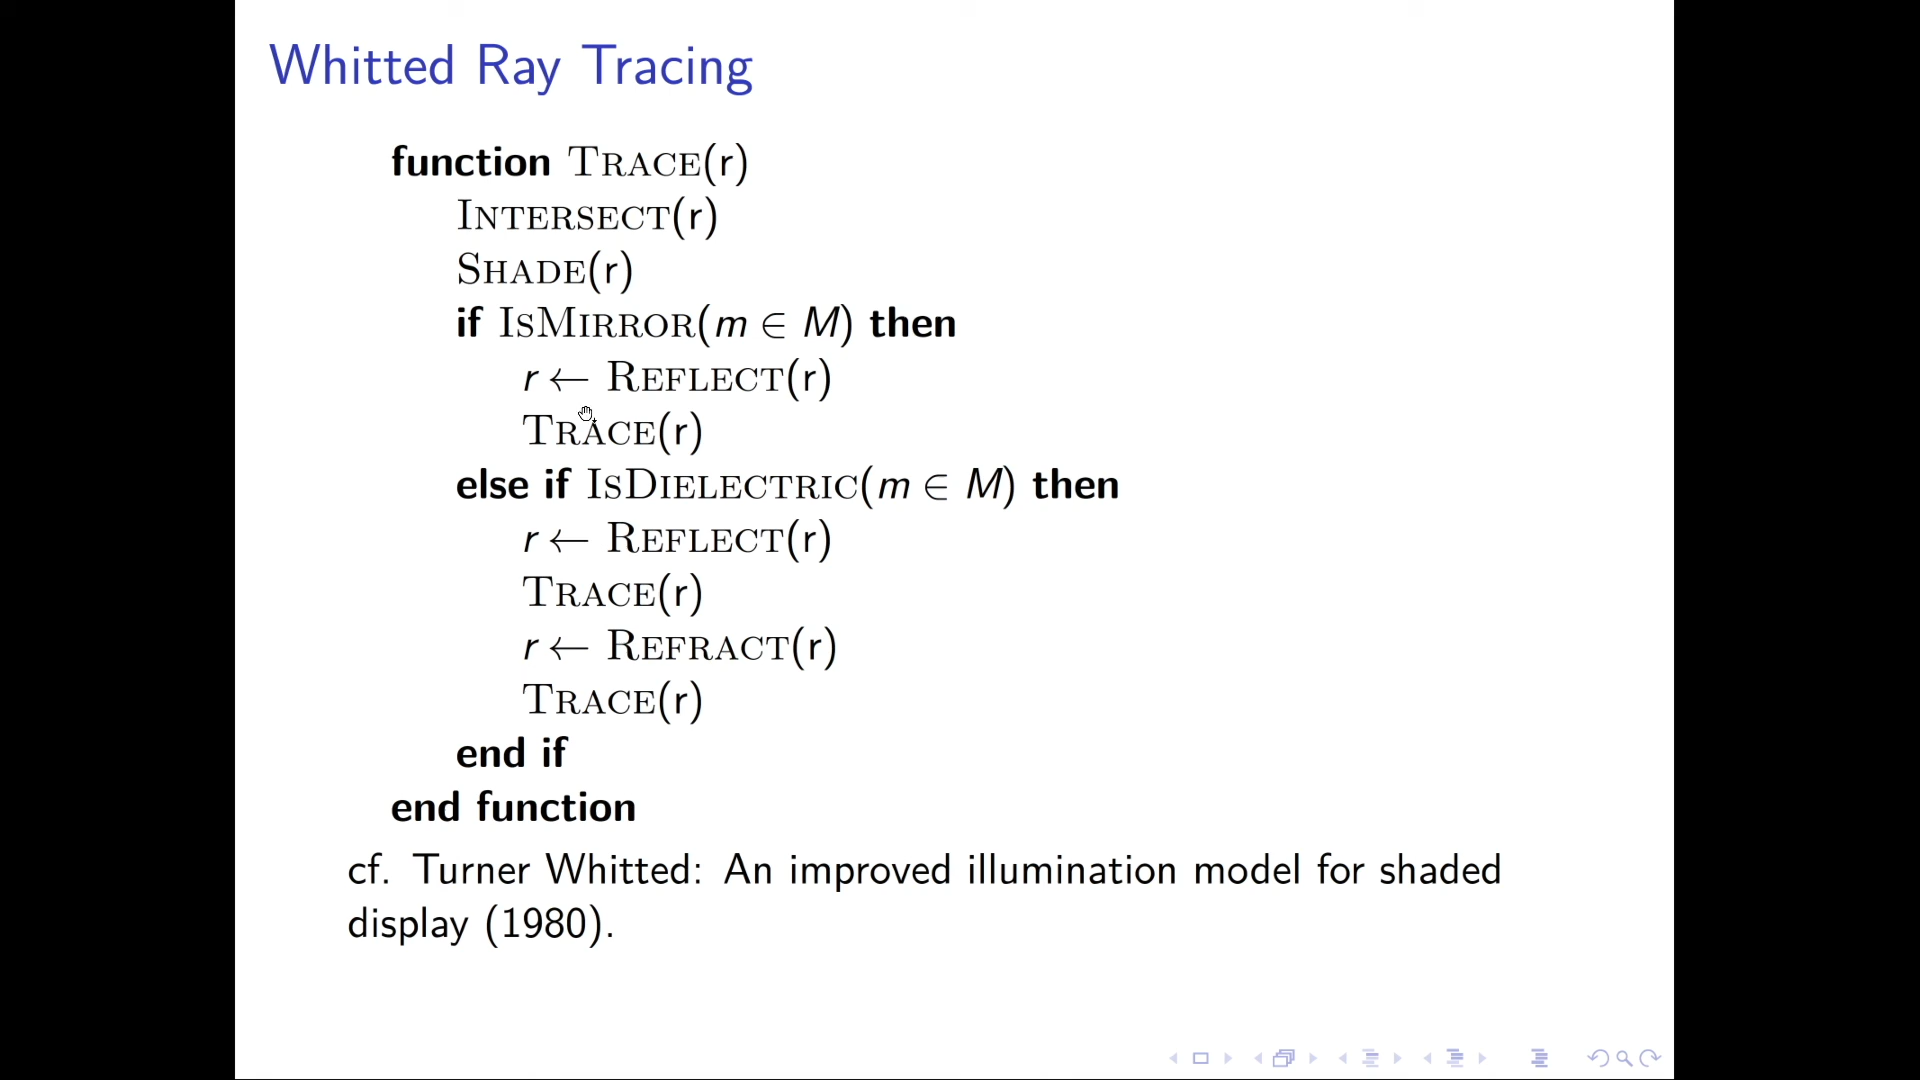 Whitted Ray Tracing
function Trace(r)
Intersect(r)
Shade(r)
if IsMirror(m ∈ M) then
r ← Reflect(r)
Trace(r)
else if IsDielectric(m ∈ M) then
r ← Reflect(r)
Trace(r)
r ← Refract(r)
Trace(r)
end if
end function
cf. Turner Whitted: An improved illumination model for shaded
display (1980).